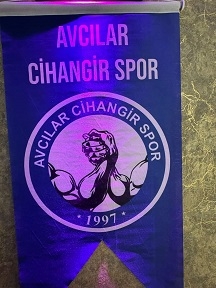 AVCILAR
CİHANGİR SPOR
AVCILAR CİHANGİR SPOR
1997